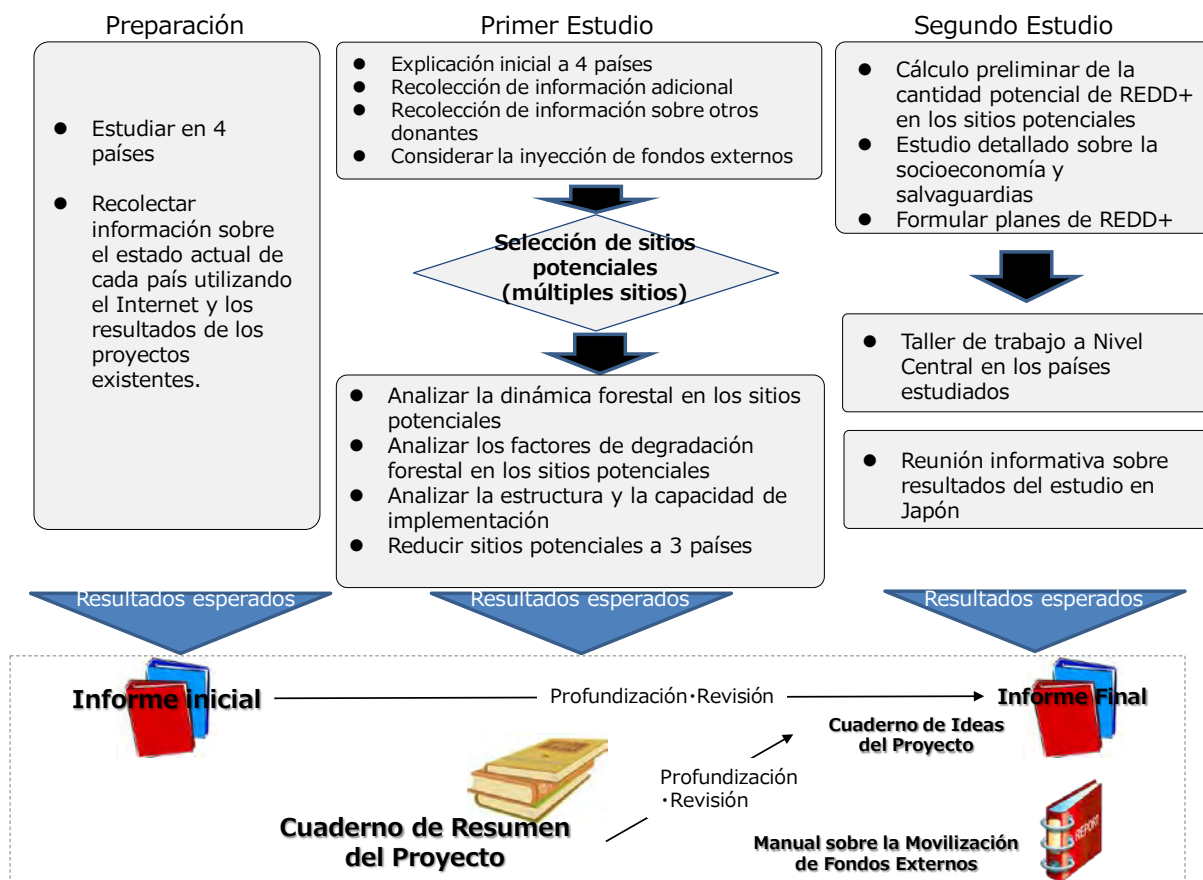 Preparación
Estudiar en 4
países
Recolectar
información sobre
el estado actual de
cada país utilizando
el Internet y los
resultados de los
proyectos
existentes.
Primer Estudio
Explicación inicial a 4 países
Recolección de información adicional
Recolección de información sobre otros
donantes
Considerar la inyección de fondos externos
Selección de sitios
potenciales
(múltiples sitios)
Analizar la dinámica forestal en los sitios
potenciales
Analizar los factores de degradación
forestal en los sitios potenciales
Analizar la estructura y la capacidad de
implementación
Reducir sitios potenciales a 3 países
Segundo Estudio
Cálculo preliminar de la
cantidad potencial de REDD+
en los sitios potenciales
Estudio detallado sobre la
socioeconomía y
salvaguardias
Formular planes de REDD+
Taller de trabajo a Nivel
Central en los países
estudiados
Reunión informativa sobre
resultados del estudio en
Japón
Resultados esperados
Resultados esperados
Resultados esperados
Informe inicial
Profundización・Revisión
Informe Final
Cuaderno de Ideas
del Proyecto
Profundización
・Revisión
Cuaderno de Resumen
del Proyecto
Manual sobre la Movilización
de Fondos Externos
REPORT